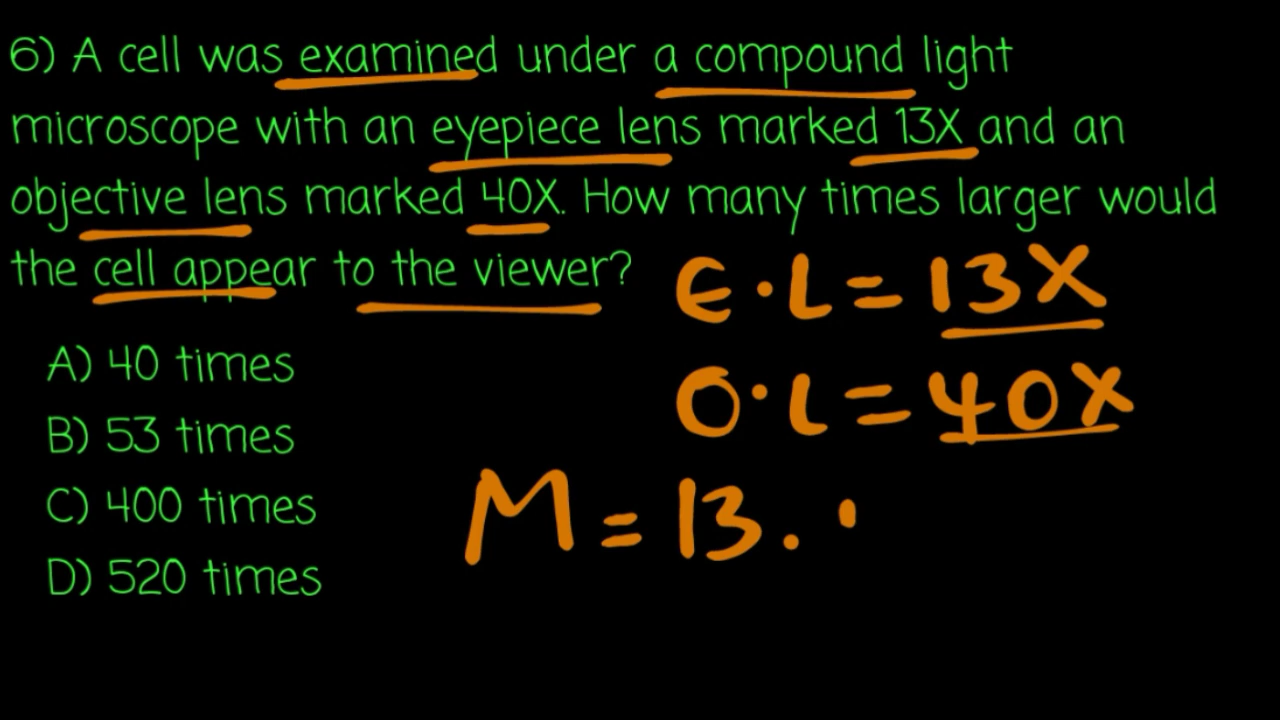 6) A cell was examined under a compound light
microscope with an eyepiece lens marked 13X and an
objective lens marked 40X. How many times larger would
the cell appear to the viewer?
E·L=13X
A) 40 times
O·L=40X
B) 53 times
C) 400 times
M=13.
D) 520 times